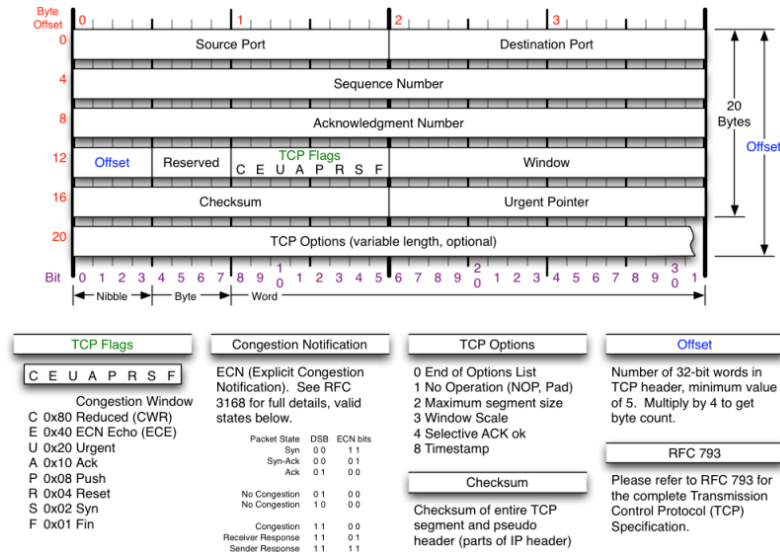 Byte
Offset 0 1 2 3
0 Source Port Destination Port
4 Sequence Number
8 Acknowledgment Number
20
Bytes
Offset
12 Offset Reserved TCP Flags
C E U A P R S F
Window
16 Checksum Urgent Pointer
20 TCP Options (variable length, optional)
Bit 0 1 2 3 4 5 6 7 8 9 10 1 2 3 4 5 6 7 8 9 20 1 2 3 4 5 6 7 8 9 30 1
Nibble Byte Word
TCP Flags
C E U A P R S F
Congestion Window
C 0x80 Reduced (CWR)
E 0x40 ECN Echo (ECE)
U 0x20 Urgent
A 0x10 Ack
P 0x08 Push
R 0x04 Reset
S 0x02 Syn
F 0x01 Fin
Congestion Notification
ECN (Explicit Congestion
Notification). See RFC
3168 for full details, valid
states below.
Packet State DSB ECN bits
Syn 0 0 1 1
Syn-Ack 0 0 0 1
Ack 0 1 0 0
No Congestion 0 1 0 0
No Congestion 1 0 0 0
Congestion 1 1 0 0
Receiver Response 1 1 0 1
Sender Response 1 1 1 1
TCP Options
0 End of Options List
1 No Operation (NOP, Pad)
2 Maximum segment size
3 Window Scale
4 Selective ACK ok
8 Timestamp
Checksum
Checksum of entire TCP
segment and pseudo
header (parts of IP header)
Offset
Number of 32-bit words in
TCP header, minimum value
of 5. Multiply by 4 to get
byte count.
RFC 793
Please refer to RFC 793 for
the complete Transmission
Control Protocol (TCP)
Specification.